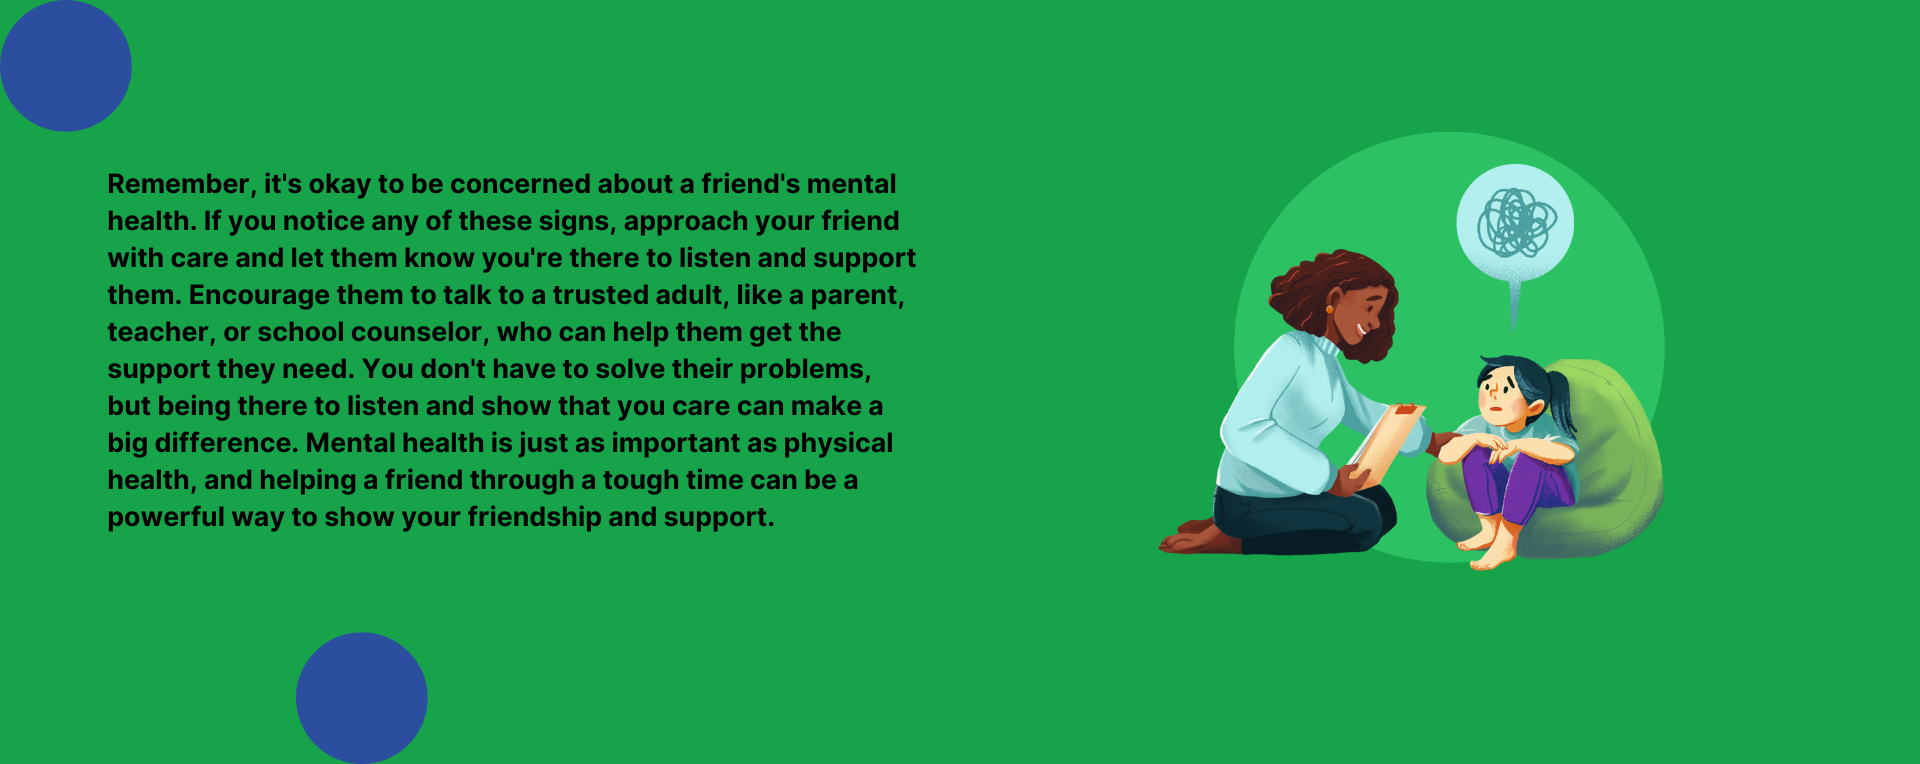 Remember, it's okay to be concerned about a friend's mental
health. If you notice any of these signs, approach your friend
with care and let them know you're there to listen and support
them. Encourage them to talk to a trusted adult, like a parent,
teacher, or school counselor, who can help them get the
support they need. You don't have to solve their problems,
but being there to listen and show that you care can make a
big difference. Mental health is just as important as physical
health, and helping a friend through a tough time can be a
powerful way to show your friendship and support.